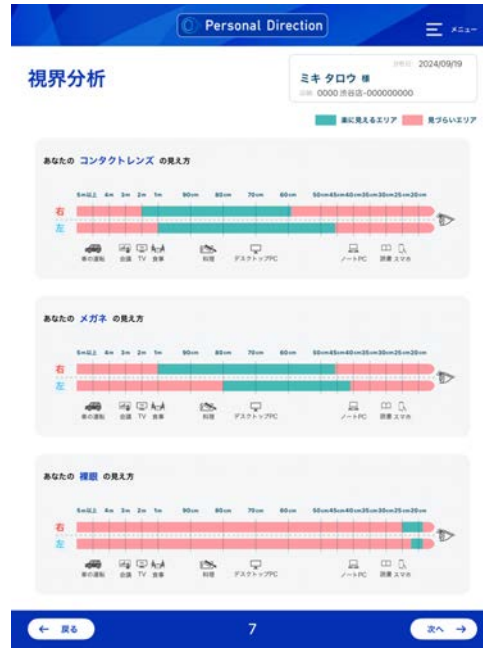 Personal Direction
メニュー
視界分析
2024/09/19
ミキ タロウ 様
0000 渋谷店-000000000
楽に見えるエリア 見づらいエリア
あなたの コンタクトレンズ の見え方
5m以上 4m 3m 2m 1m 90cm 80cm 70cm 60cm 50cm 45cm 40cm 35cm 30cm 25cm 20cm
右
左
車の運転 会議 TV 食事 料理 デスクトップPC ノートPC 読書 スマホ
あなたの メガネ の見え方
5m以上 4m 3m 2m 1m 90cm 80cm 70cm 60cm 50cm 45cm 40cm 35cm 30cm 25cm 20cm
右
左
車の運転 会議 TV 食事 料理 デスクトップPC ノートPC 読書 スマホ
あなたの 裸眼 の見え方
5m以上 4m 3m 2m 1m 90cm 80cm 70cm 60cm 50cm 45cm 40cm 35cm 30cm 25cm 20cm
右
左
車の運転 会議 TV 食事 料理 デスクトップPC ノートPC 読書 スマホ
← 戻る
7
次へ →